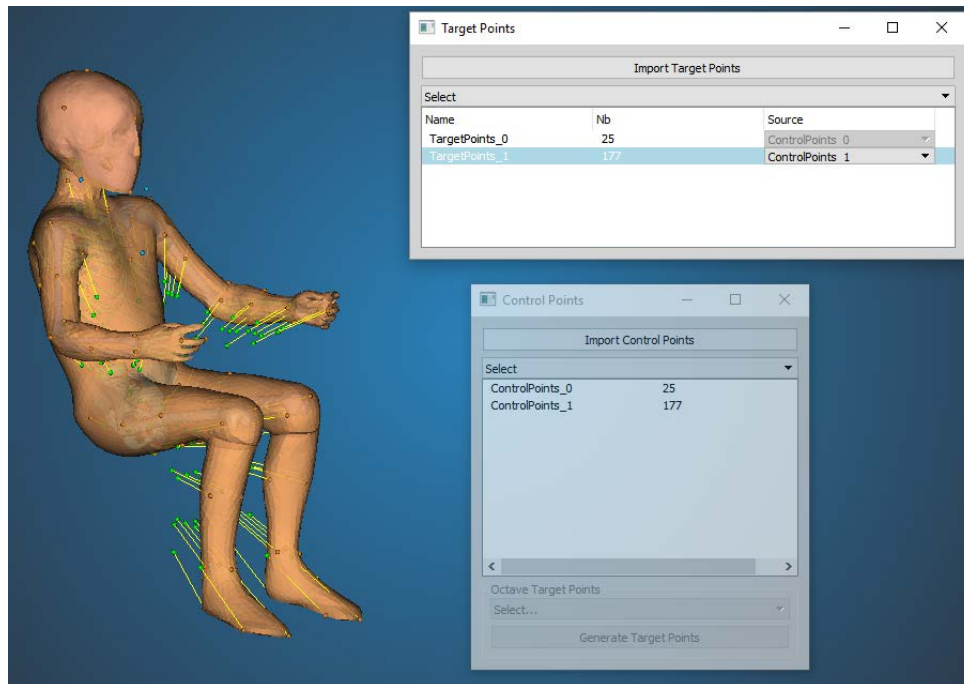 Target Points
Import Target Points
Select
Name Nb Source
TargetPoints_0 25 ControlPoints_0
TargetPoints_1 177 ControlPoints_1
Control Points
Import Control Points
Select
ControlPoints_0 25
ControlPoints_1 177
Octave Target Points
Select...
Generate Target Points